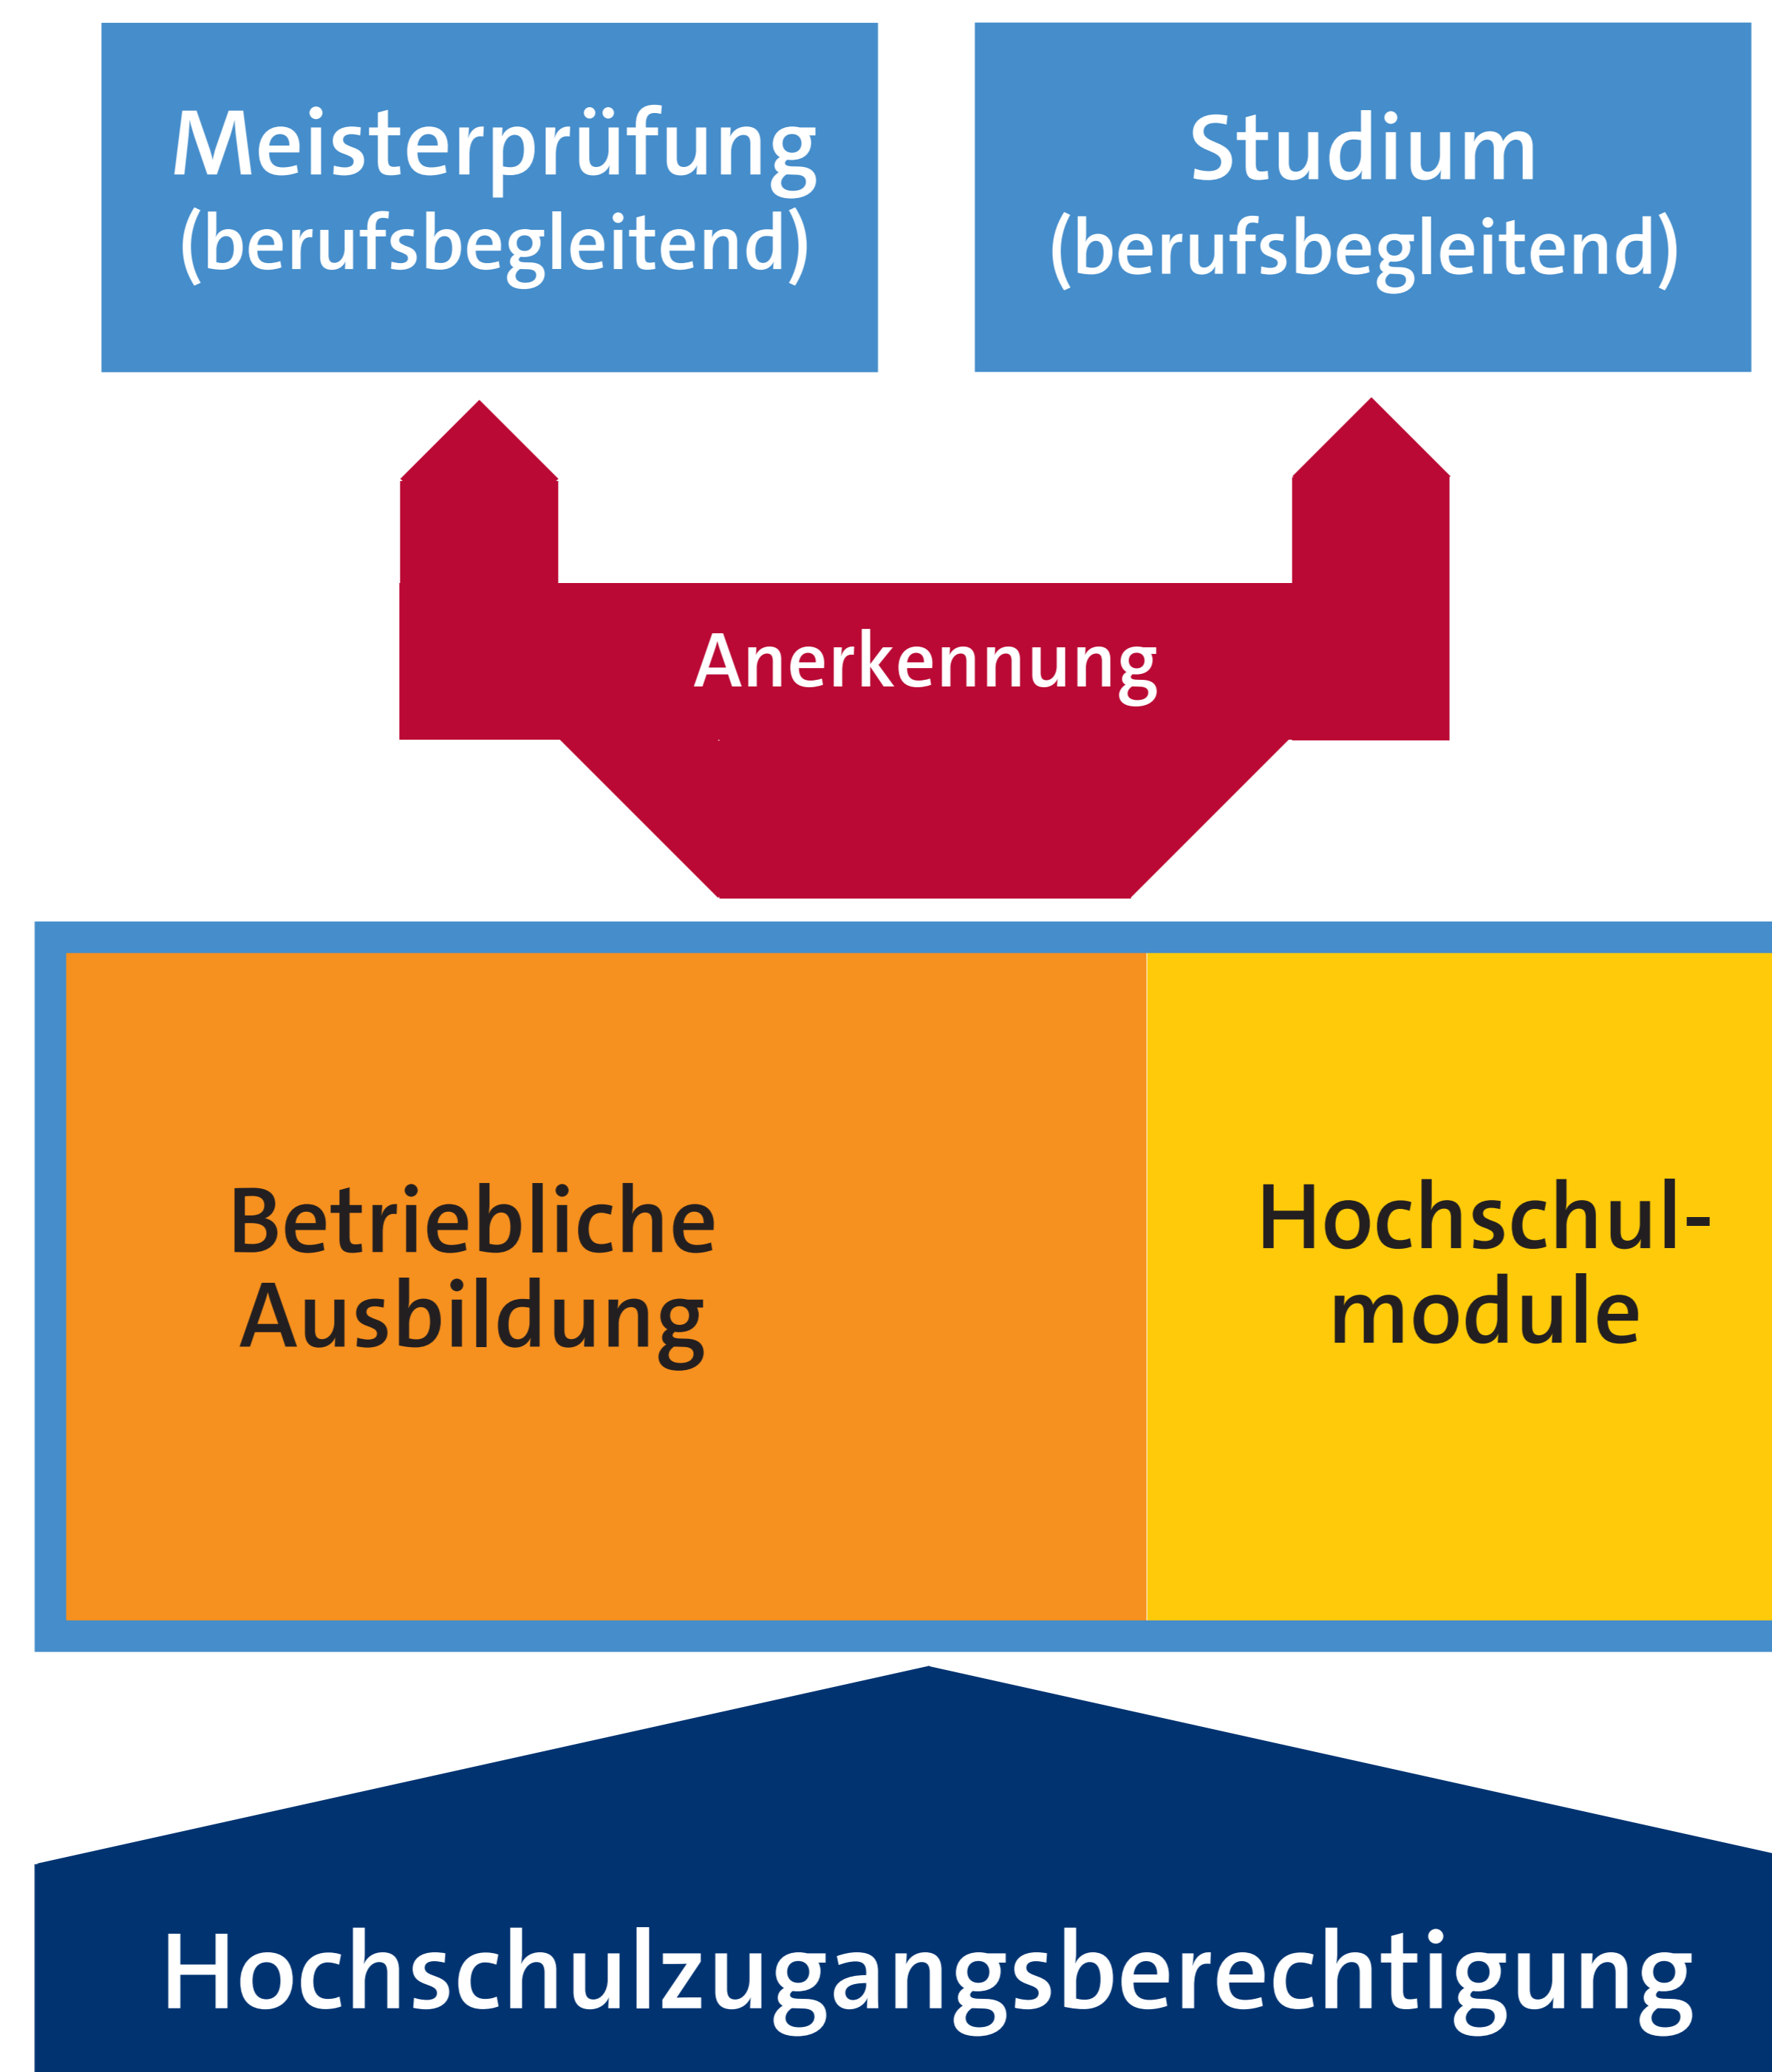 Meisterprüfung
(berufsbegleitend)
Studium
(berufsbegleitend)
Anerkennung
Betriebliche
Ausbildung
Hochschul-
module
Hochschulzugangsberechtigung